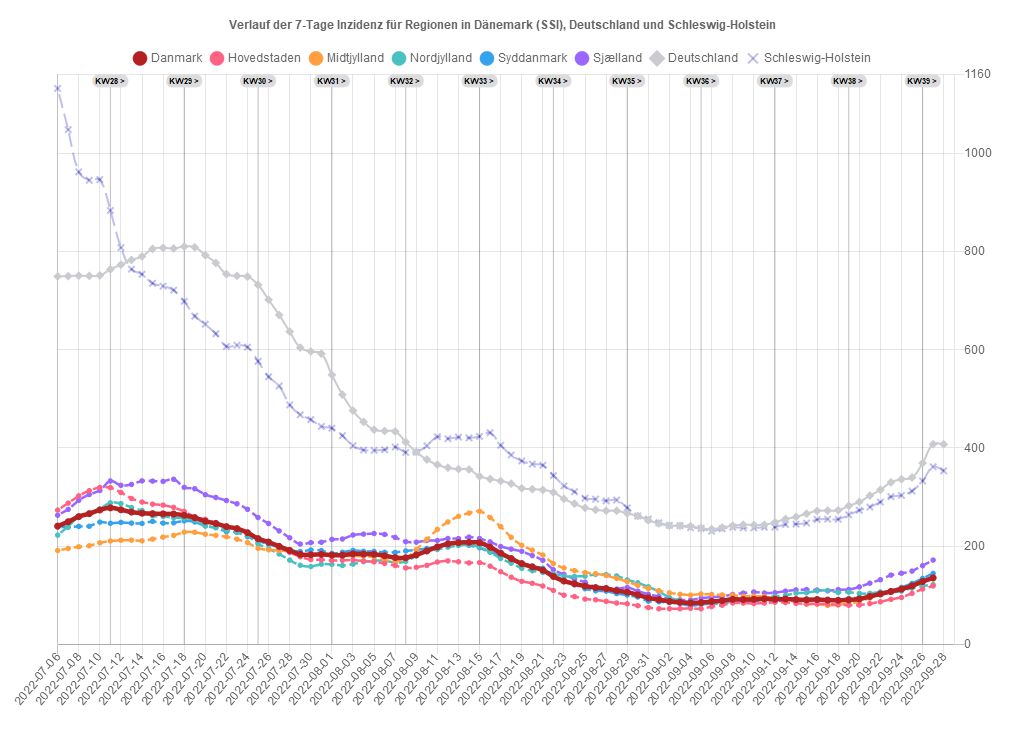 Verlauf der 7-Tage Inzidenz für Regionen in Dänemark (SSI), Deutschland und Schleswig-Holstein
Danmark Hovedstaden Midtjylland Nordjylland Syddanmark Sjælland Deutschland Schleswig-Holstein
KW28 > KW29 > KW30 > KW31 > KW32 > KW33 > KW34 > KW35 > KW36 > KW37 > KW38 > KW39 >
1160
1000
800
600
400
200
0
2022-07-06 2022-07-08 2022-07-10 2022-07-12 2022-07-14 2022-07-16 2022-07-18 2022-07-20 2022-07-22 2022-07-24 2022-07-26 2022-07-28 2022-07-30 2022-08-01 2022-08-03 2022-08-05 2022-08-07 2022-08-09 2022-08-11 2022-08-13 2022-08-15 2022-08-17 2022-08-19 2022-08-21 2022-08-23 2022-08-25 2022-08-27 2022-08-29 2022-08-31 2022-09-02 2022-09-04 2022-09-06 2022-09-08 2022-09-10 2022-09-12 2022-09-14 2022-09-16 2022-09-18 2022-09-20 2022-09-22 2022-09-24 2022-09-26 2022-09-28